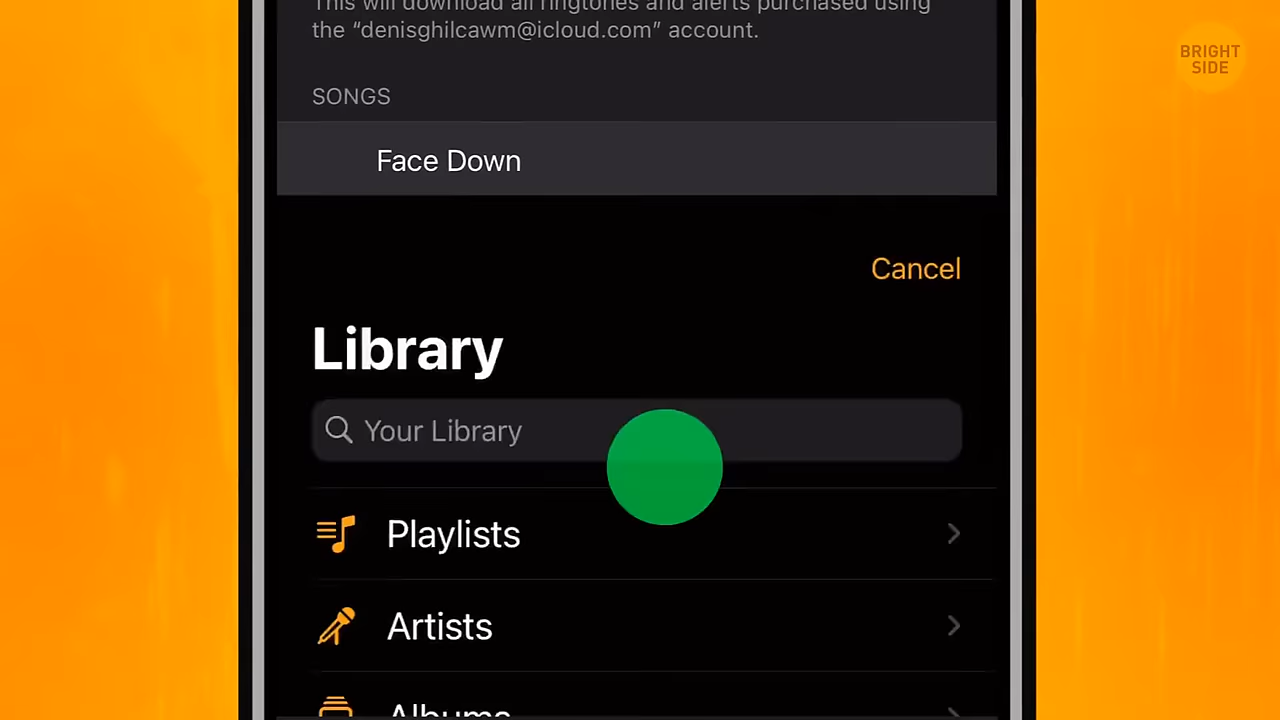 This will download all ringtones and alerts purchased using
the “denisghilcawm@icloud.com” account.
BRIGHT
SIDE
SONGS
Face Down
Cancel
Library
Your Library
Playlists
Artists
Albums